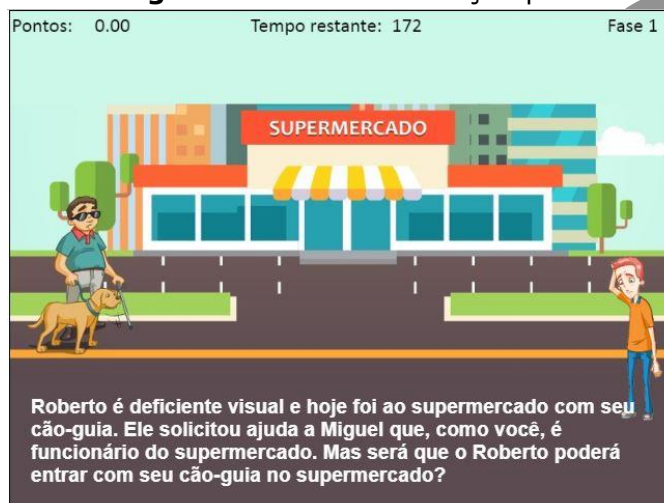 Pontos: 0.00 Tempo restante: 172 Fase 1
SUPERMERCADO
Roberto é deficiente visual e hoje foi ao supermercado com seu
cão-guia. Ele solicitou ajuda a Miguel que, como você, é
funcionário do supermercado. Mas será que o Roberto poderá
entrar com seu cão-guia no supermercado?